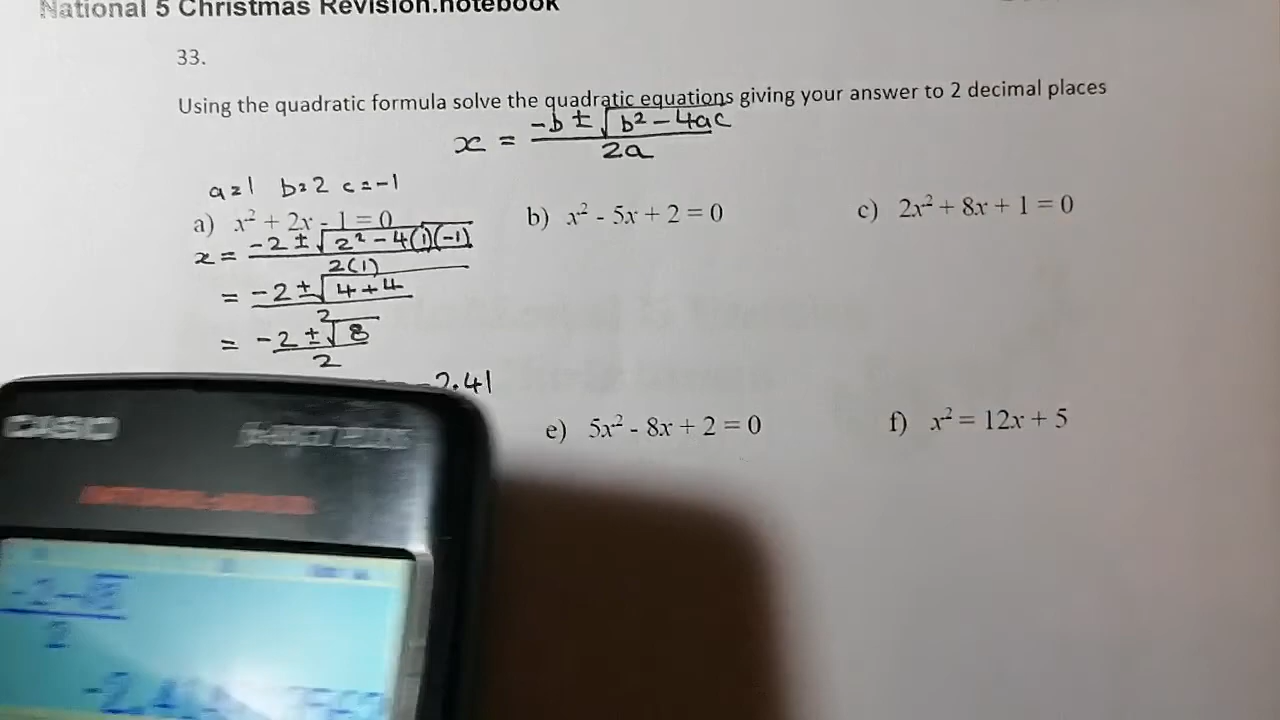 National 5 Christmas Revision.notebook
33.
Using the quadratic formula solve the quadratic equations giving your answer to 2 decimal places
x = -b ± √b² - 4ac / 2a
a=1 b=2 c=-1
a) x² + 2x - 1 = 0
b) x² - 5x + 2 = 0
c) 2x² + 8x + 1 = 0
x = -2 ± √2² - 4(1)(-1) / 2(1)
= -2 ± √4+4 / 2
= -2 ± √8 / 2
-2.41
e) 5x² - 8x + 2 = 0
f) x² = 12x + 5
CASIO
-2-√8 / 2